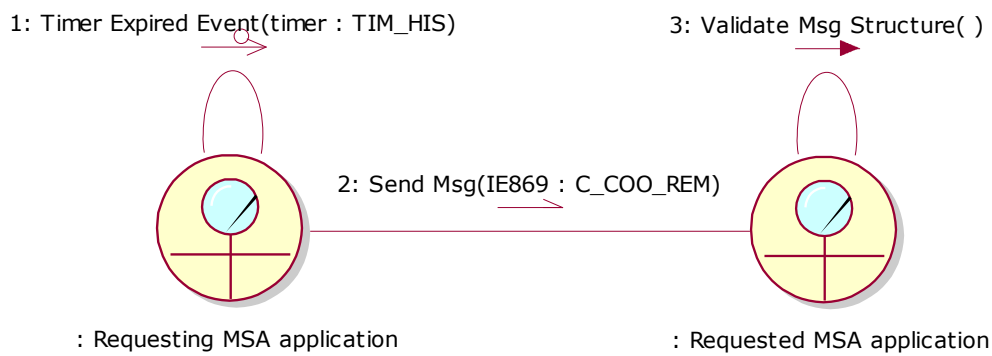 1: Timer Expired Event(timer : TIM_HIS)
3: Validate Msg Structure( )
2: Send Msg(IE869 : C_COO_REM)
: Requesting MSA application
: Requested MSA application